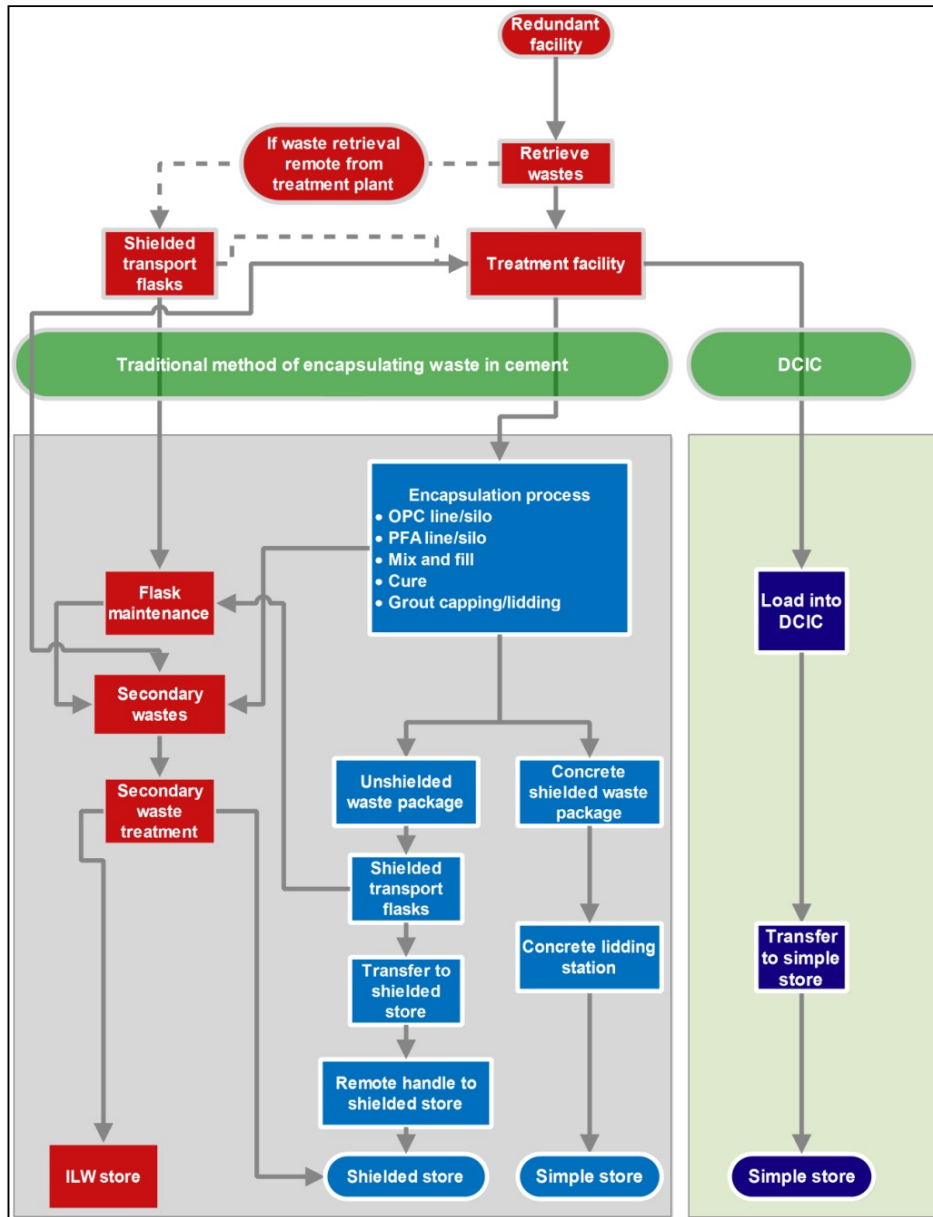 Redundant
facility
If waste retrieval
remote from
treatment plant
Retrieve
wastes
Shielded
transport
flasks
Treatment facility
Traditional method of encapsulating waste in cement
DCIC
Encapsulation process
• OPC line/silo
• PFA line/silo
• Mix and fill
• Cure
• Grout capping/lidding
Flask
maintenance
Load into
DCIC
Secondary
wastes
Secondary
waste
treatment
Unshielded
waste package
Concrete
shielded waste
package
Shielded
transport
flasks
Concrete lidding
station
Transfer
to simple
store
Transfer to
shielded
store
Remote handle to
shielded store
ILW store
Shielded store
Simple store
Simple store